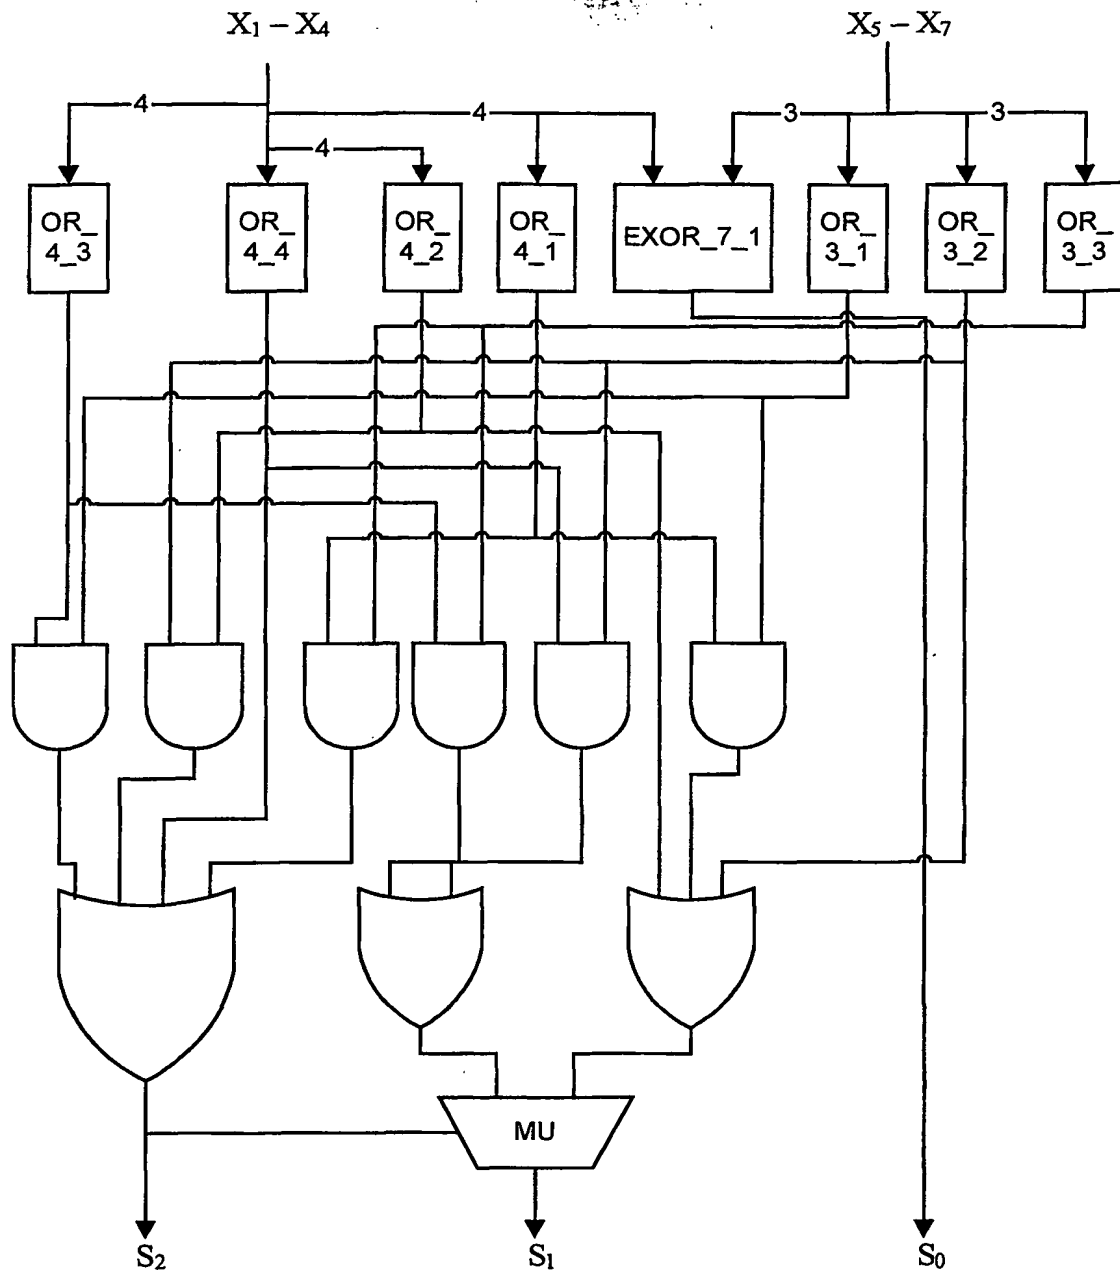 X₁ – X₄
X₅ – X₇
4
4
3
3
4
OR_
4_3
OR_
4_4
OR_
4_2
OR_
4_1
EXOR_7_1
OR_
3_1
OR_
3_2
OR_
3_3
MU
S₂
S₁
S₀